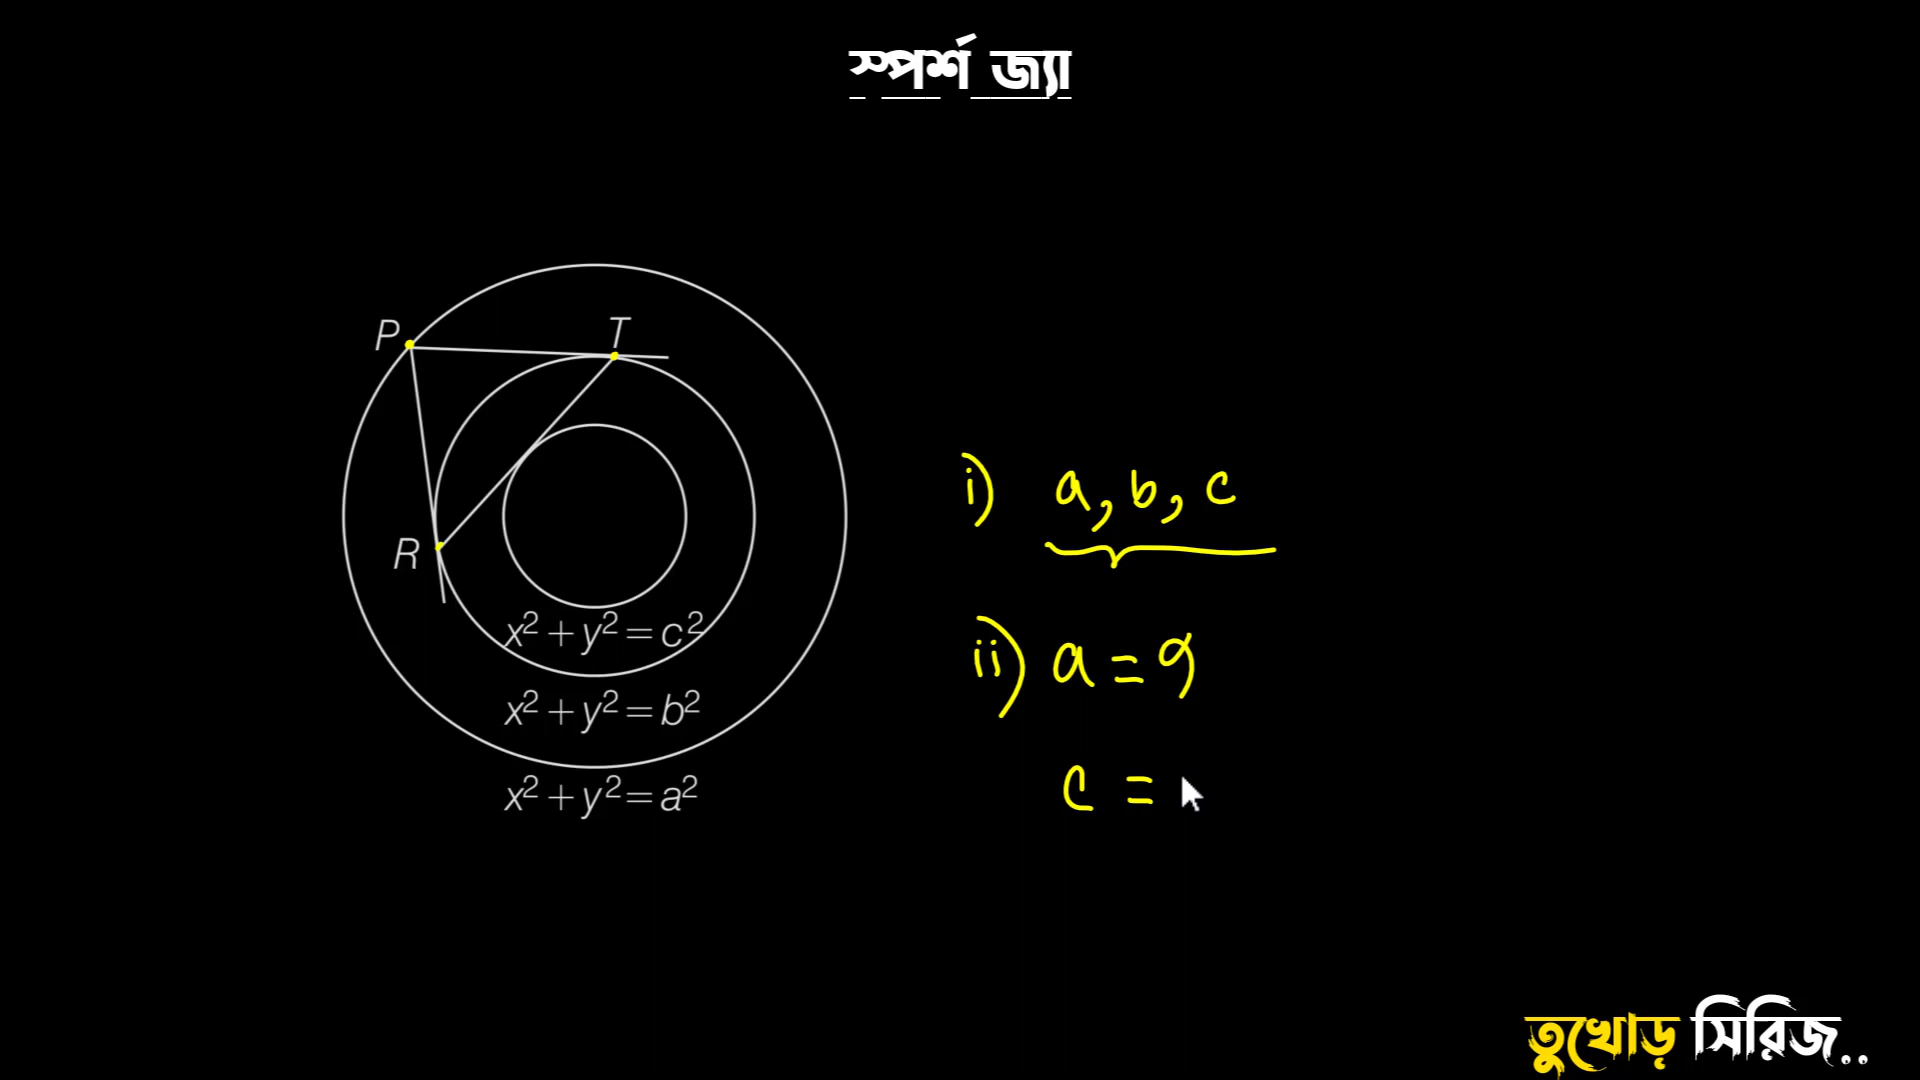 স্পর্শ জ্যা
P
T
R
x² + y² = c²
x² + y² = b²
x² + y² = a²
i) a, b, c
ii) a = 9
c =
তুখোড় সিরিজ..